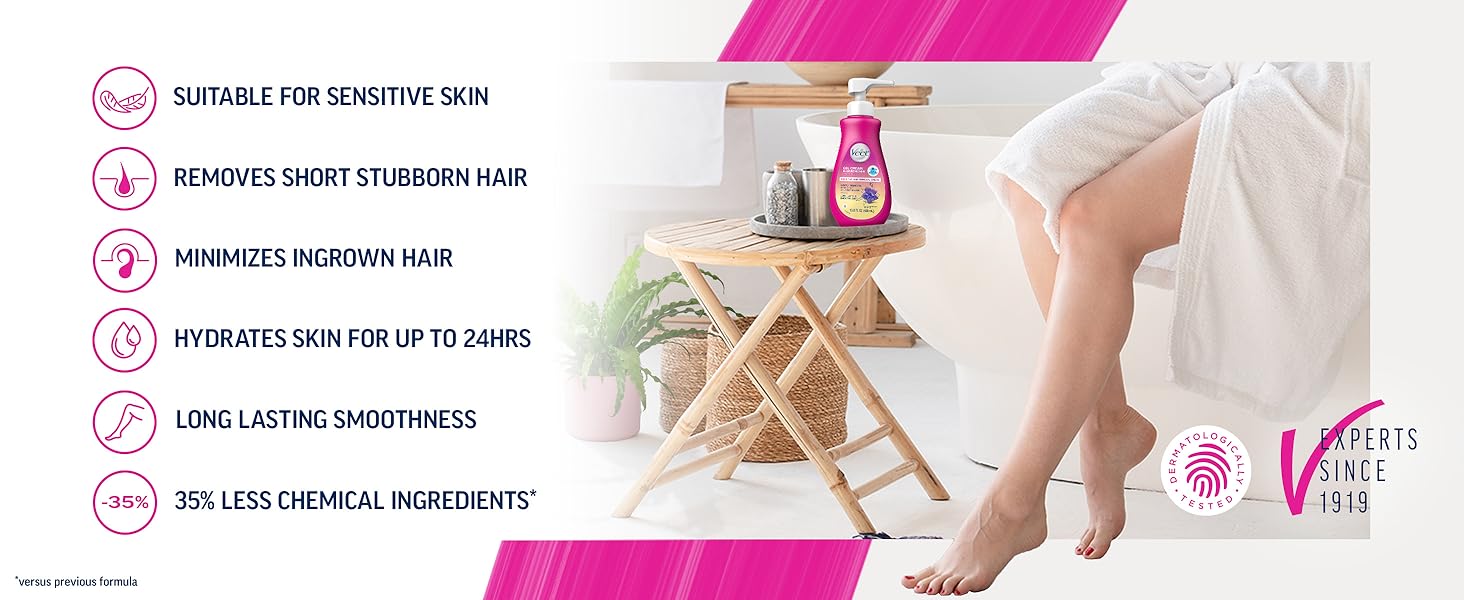 SUITABLE FOR SENSITIVE SKIN
REMOVES SHORT STUBBORN HAIR
MINIMIZES INGROWN HAIR
HYDRATES SKIN FOR UP TO 24HRS
LONG LASTING SMOOTHNESS
-35%
35% LESS CHEMICAL INGREDIENTS*
*versus previous formula
Veet
DERMATOLOGICALLY
TESTED
EXPERTS
SINCE
1919